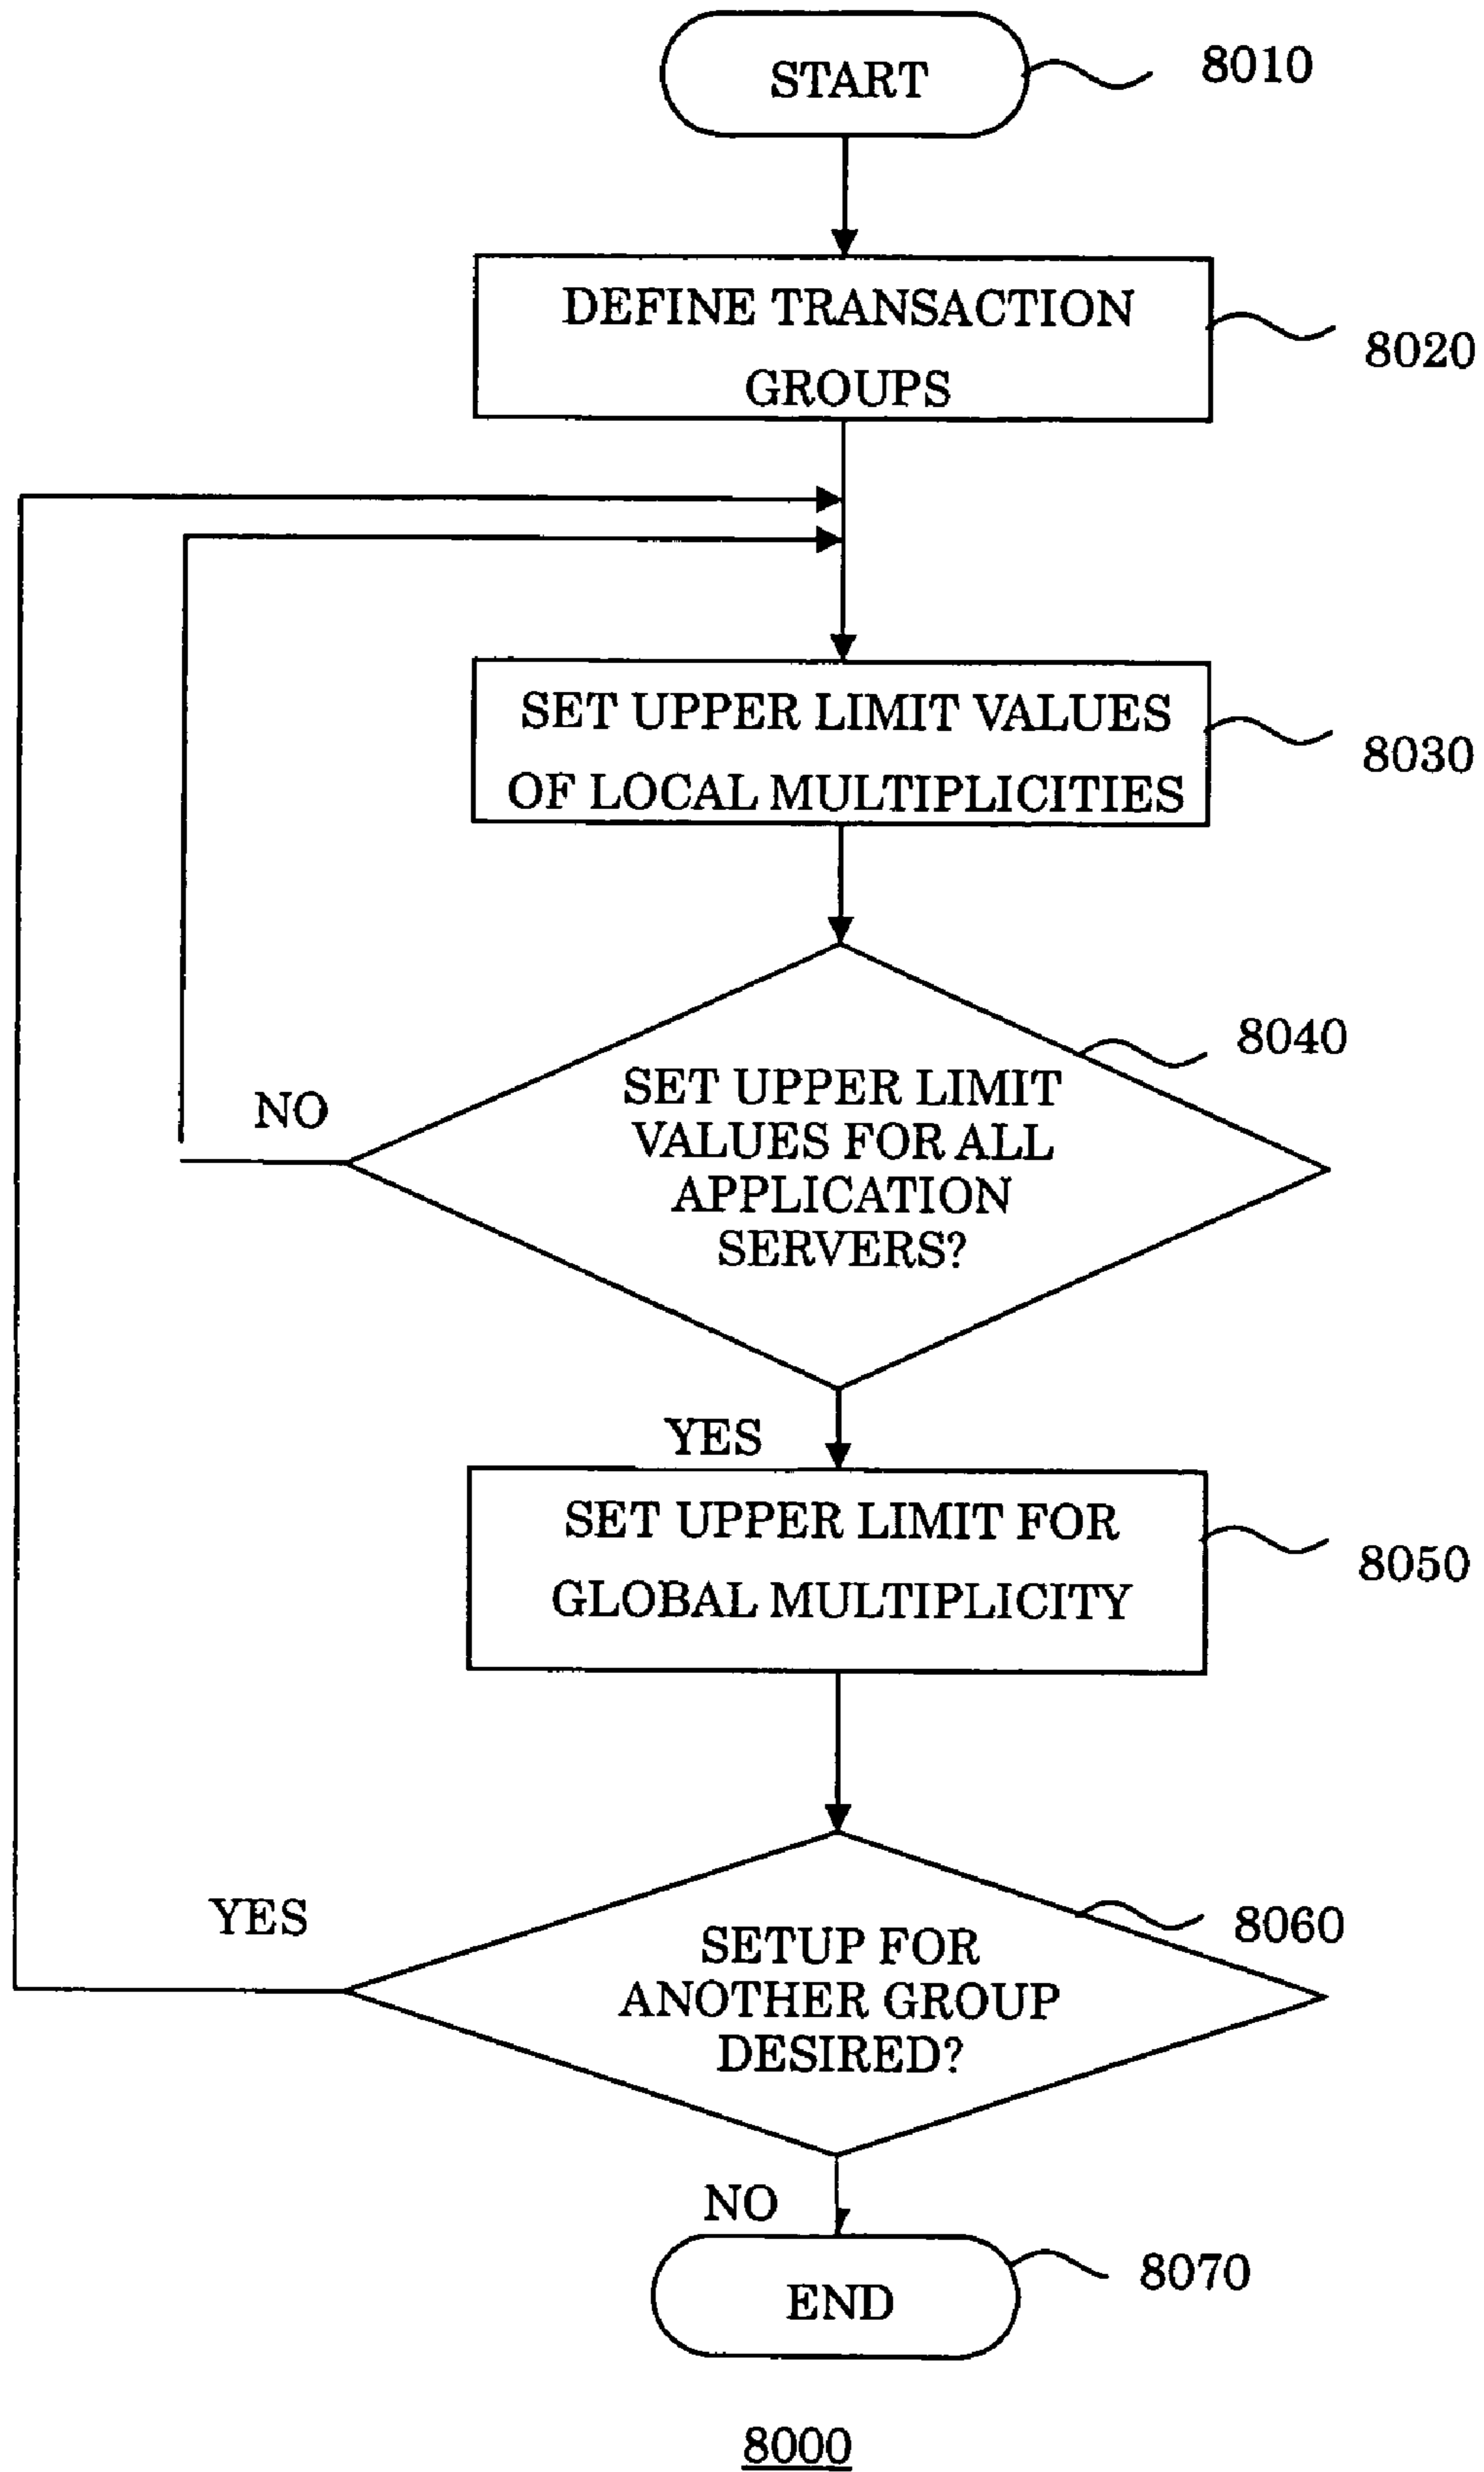 START
8010
DEFINE TRANSACTION
GROUPS
8020
SET UPPER LIMIT VALUES
OF LOCAL MULTIPLICITIES
8030
8040
SET UPPER LIMIT
VALUES FOR ALL
APPLICATION
SERVERS?
NO
YES
SET UPPER LIMIT FOR
GLOBAL MULTIPLICITY
8050
YES
8060
SETUP FOR
ANOTHER GROUP
DESIRED?
NO
END
8070
8000